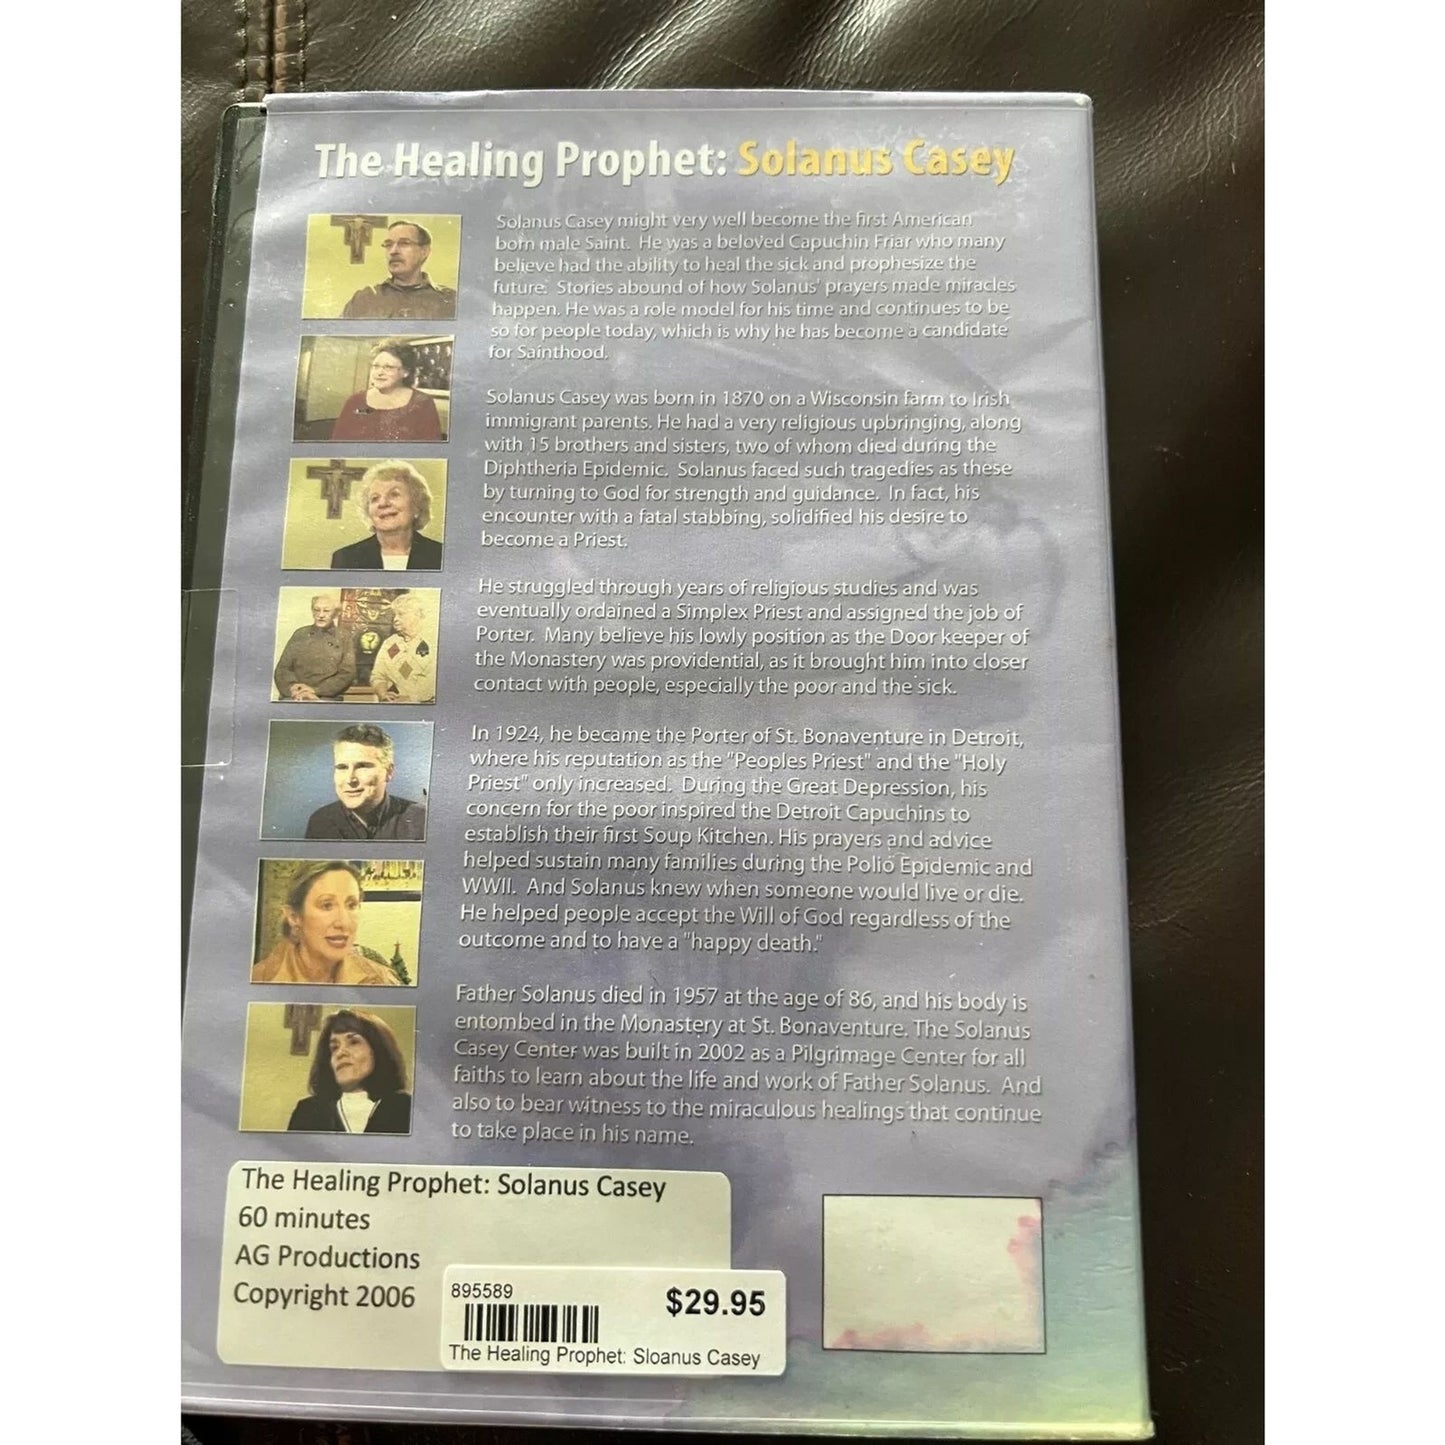 The Healing Prophet: Solanus Casey
Solanus Casey might very well become the first American
born male Saint. He was a beloved Capuchin Friar who many
believe had the ability to heal the sick and prophesize the
future. Stories abound of how Solanus' prayers made miracles
happen. He was a role model for his time and continues to be
so for people today, which is why he has become a candidate
for Sainthood.
Solanus Casey was born in 1870 on a Wisconsin farm to Irish
immigrant parents. He had a very religious upbringing, along
with 15 brothers and sisters, two of whom died during the
Diphtheria Epidemic. Solanus faced such tragedies as these
by turning to God for strength and guidance. In fact, his
encounter with a fatal stabbing, solidified his desire to
become a Priest.
He struggled through years of religious studies and was
eventually ordained a Simplex Priest and assigned the job of
Porter. Many believe his lowly position as the Door keeper of
the Monastery was providential, as it brought him into closer
contact with people, especially the poor and the sick.
In 1924, he became the Porter of St. Bonaventure in Detroit,
where his reputation as the "Peoples Priest" and the "Holy
Priest" only increased. During the Great Depression, his
concern for the poor inspired the Detroit Capuchins to
establish their first Soup Kitchen. His prayers and advice
helped sustain many families during the Polio Epidemic and
WWII. And Solanus knew when someone would live or die.
He helped people accept the Will of God regardless of the
outcome and to have a "happy death."
Father Solanus died in 1957 at the age of 86, and his body is
entombed in the Monastery at St. Bonaventure. The Solanus
Casey Center was built in 2002 as a Pilgrimage Center for all
faiths to learn about the life and work of Father Solanus. And
also to bear witness to the miraculous healings that continue
to take place in his name.
The Healing Prophet: Solanus Casey
60 minutes
AG Productions
Copyright 2006
895589
$29.95
The Healing Prophet: Sloanus Casey